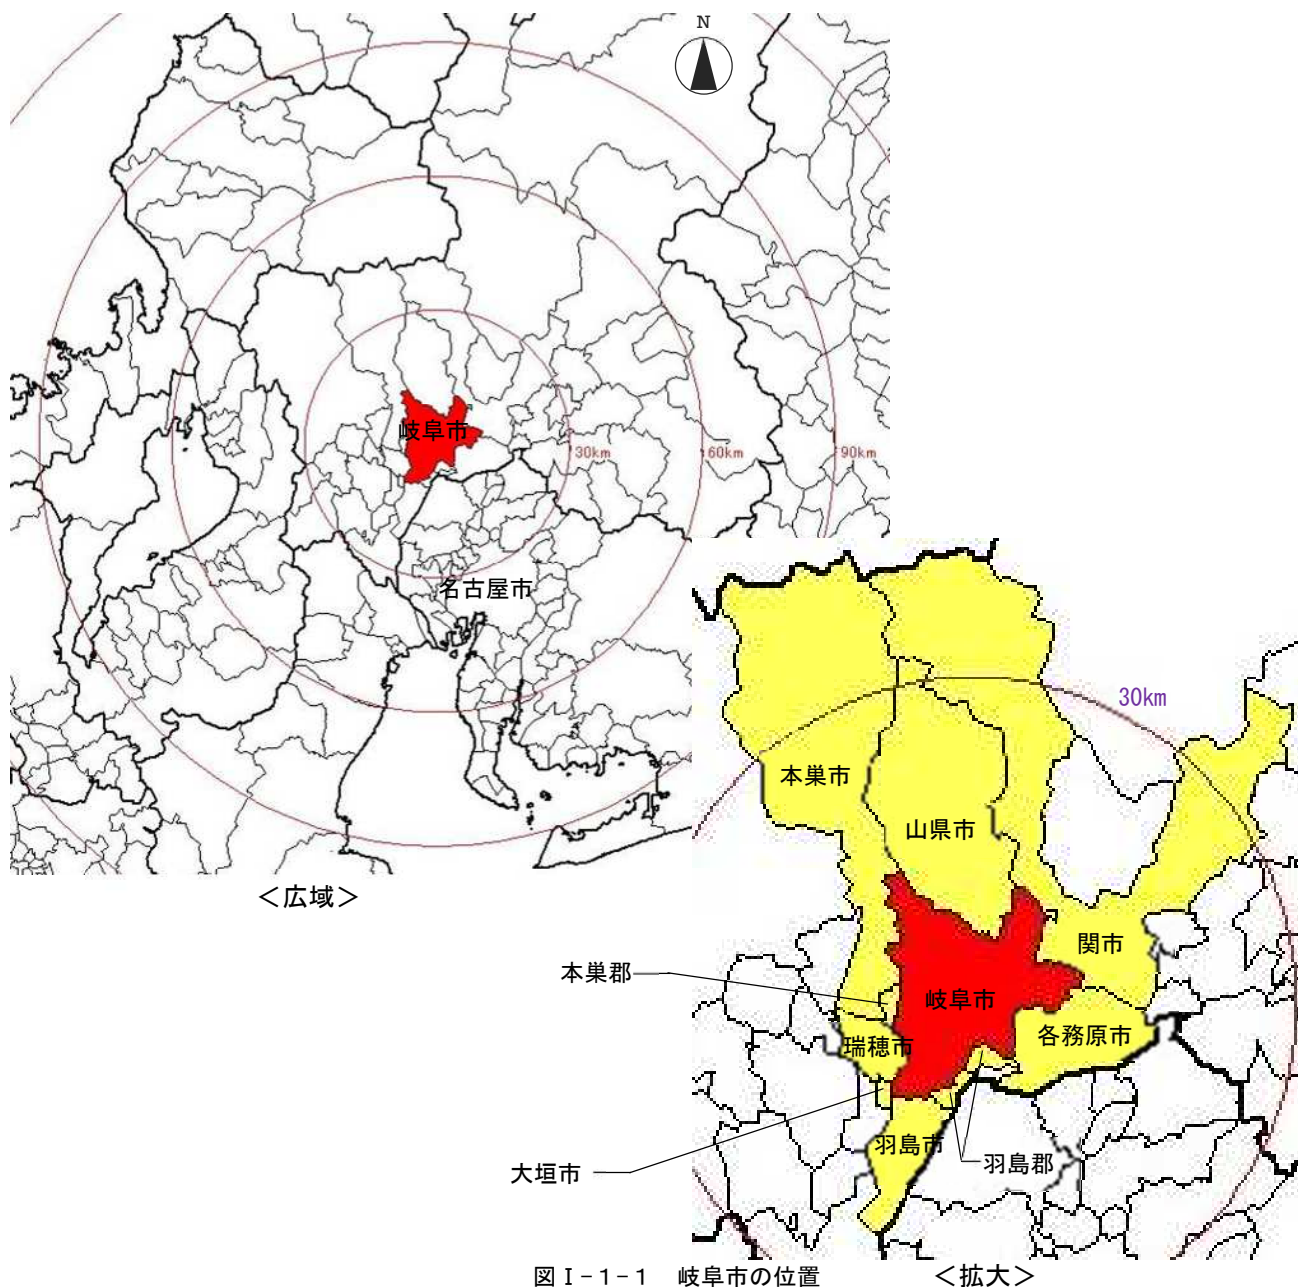 N
岐阜市
30km
60km
90km
名古屋市
＜広域＞
30km
本巣市
山県市
関市
本巣郡
岐阜市
各務原市
瑞穂市
羽島市
羽島郡
大垣市
図Ⅰ-1-1　岐阜市の位置
＜拡大＞